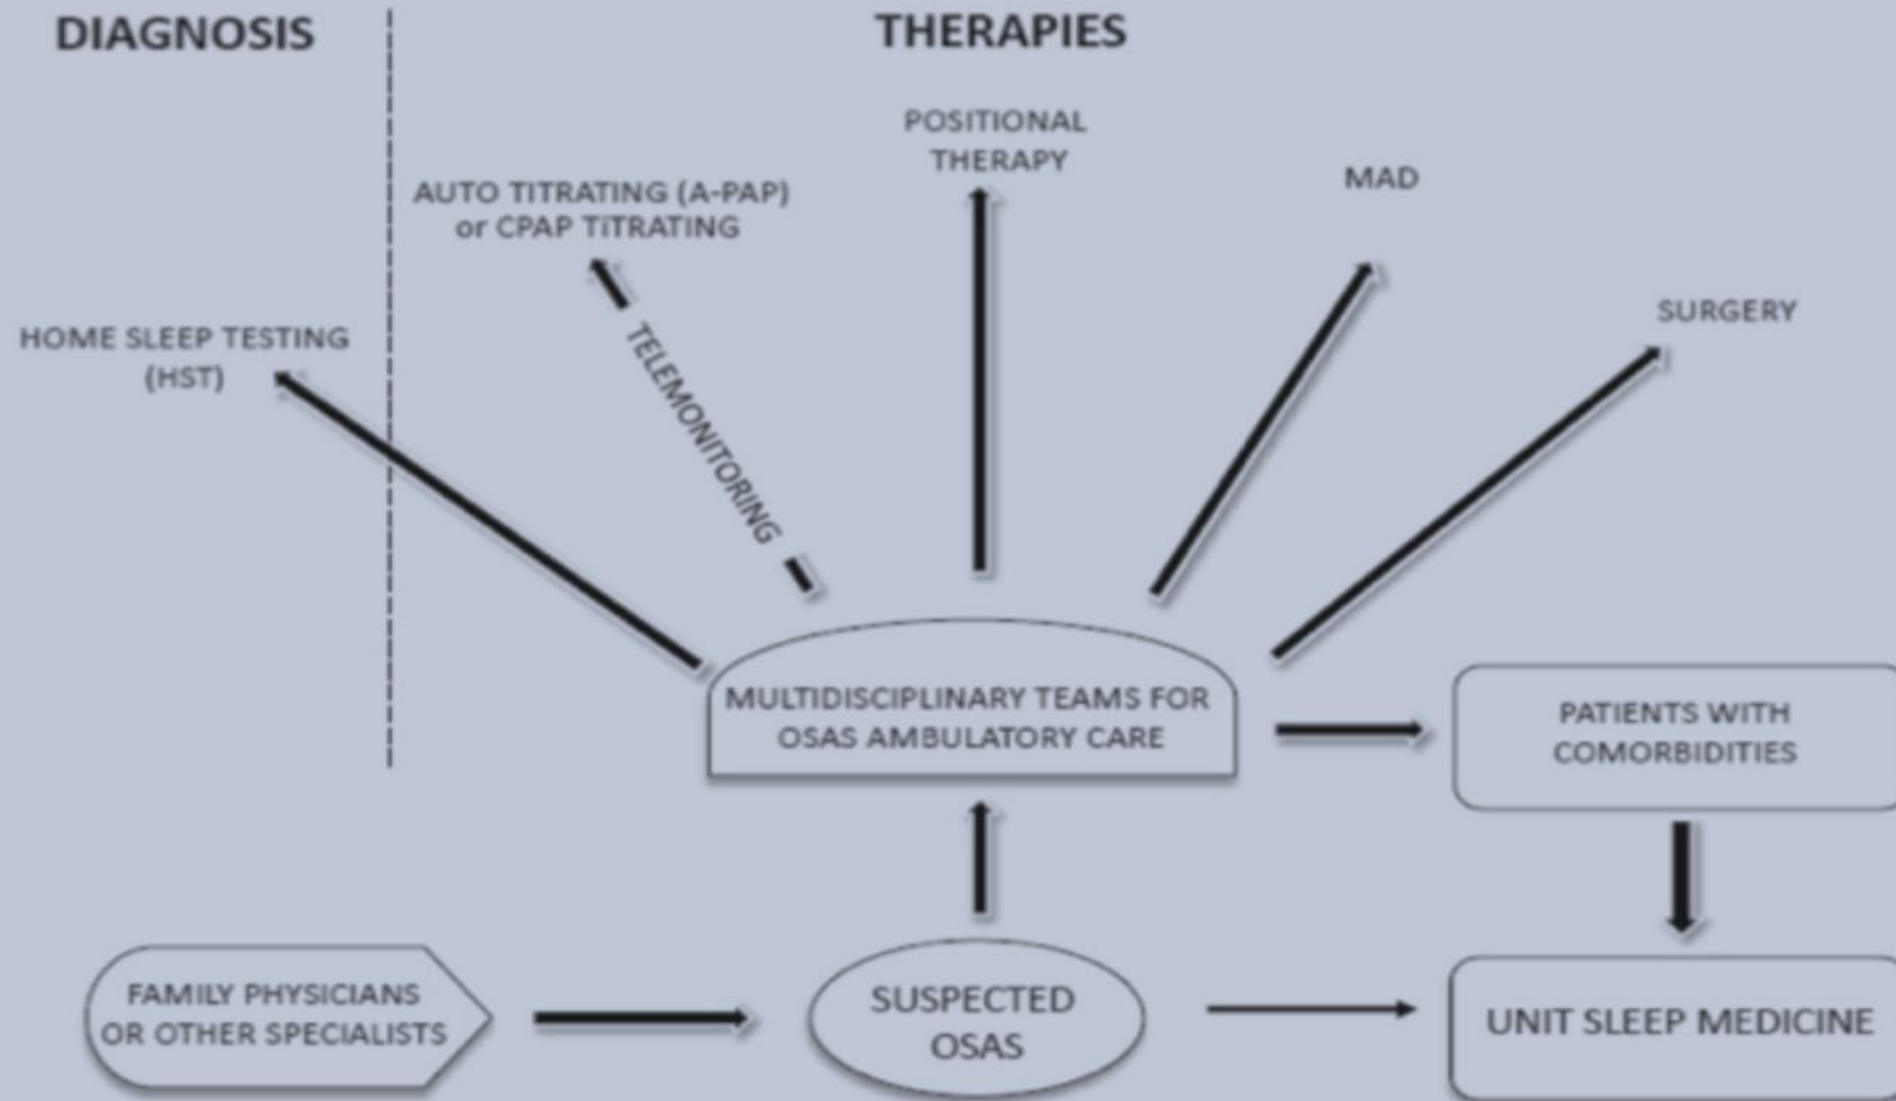 DIAGNOSIS
THERAPIES
POSITIONAL
THERAPY
MAD
AUTO TITRATING (A-PAP)
or CPAP TiTRATING
SURGERY
HOME SLEEP TESTING
(HST)
TELEMONITORING
MULTIDISCIPLINARY TEAMS FOR
OSAS AMBULATORY CARE
PATIENTS WITH
COMORBIDITIES
FAMILY PHYSICIANS
OR OTHER SPECIALISTS
SUSPECTED
OSAS
UNIT SLEEP MEDICINE